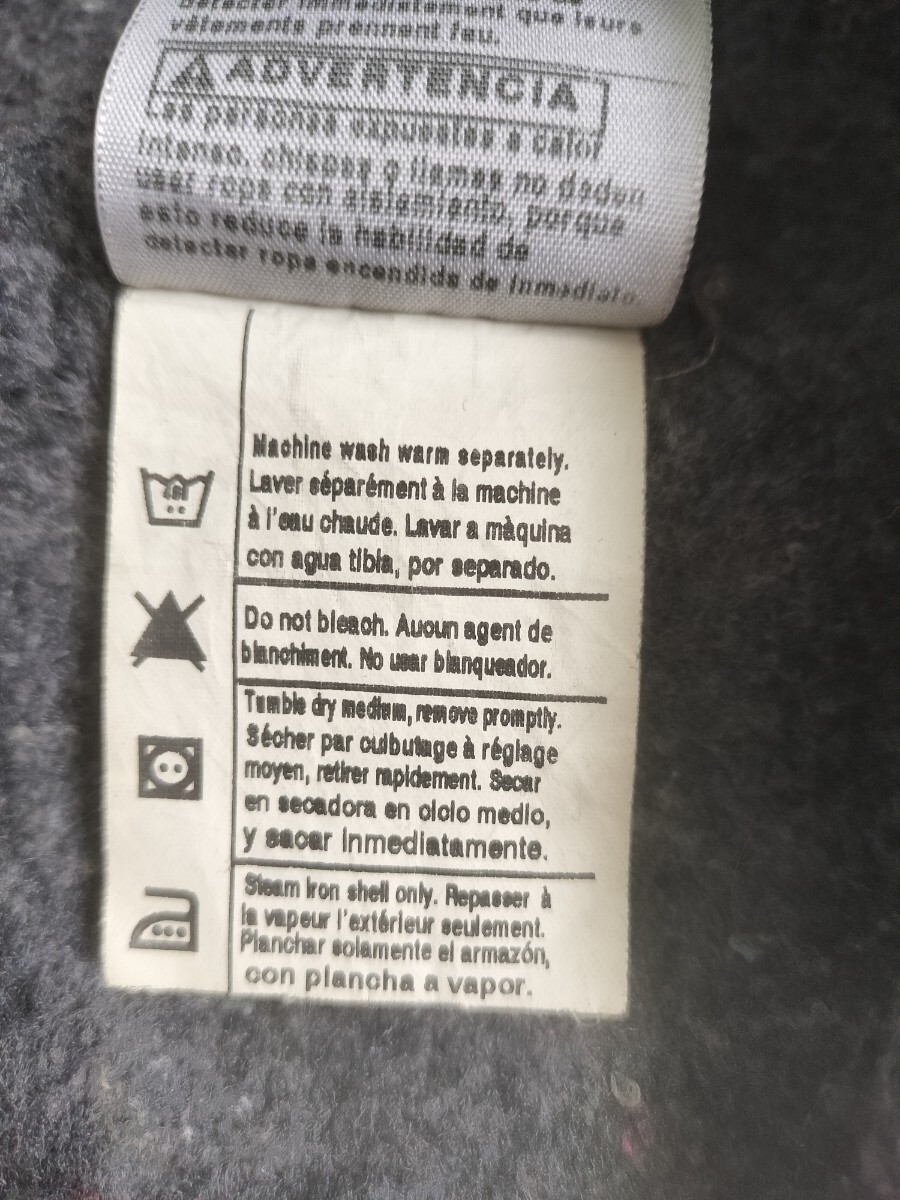 détecter immédiatement que leurs
vêtements prennent feu.
ADVERTENCIA
Las personas expuestas a calor
intenso, chispas o llamas no deden
usar ropa con aislamiento, porque
esto reduce la habilidad de
detectar ropa encendida de inmediato.
Machine wash warm separately.
Laver séparément à la machine
à l'eau chaude. Lavar a màquina
con agua tibia, por separado.
Do not bleach. Aucun agent de
blanchiment. No usar blanqueador.
Tumble dry medium, remove promptly.
Sécher par culbutage à réglage
moyen, retirer rapidement. Secar
en secadora en ciclo medio,
y sacar inmediatamente.
Steam iron shell only. Repasser à
la vapeur l'extérieur seulement.
Planchar solamente el armazón,
con plancha a vapor.